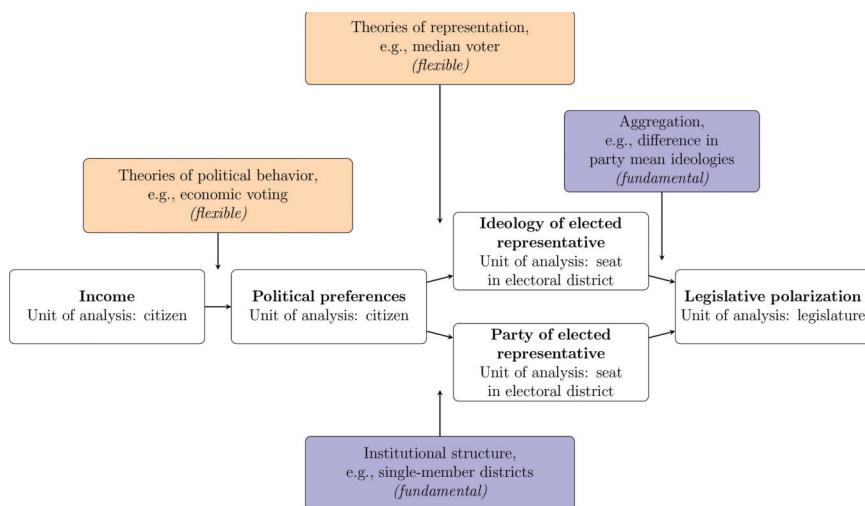 Theories of representation,
e.g., median voter
(flexible)
Aggregation,
e.g., difference in
party mean ideologies
(fundamental)
Theories of political behavior,
e.g., economic voting
(flexible)
Ideology of elected
representative
Unit of analysis: seat
in electoral district
Income
Unit of analysis: citizen
Political preferences
Unit of analysis: citizen
Legislative polarization
Unit of analysis: legislature
Party of elected
representative
Unit of analysis: seat
in electoral district
Institutional structure,
e.g., single-member districts
(fundamental)